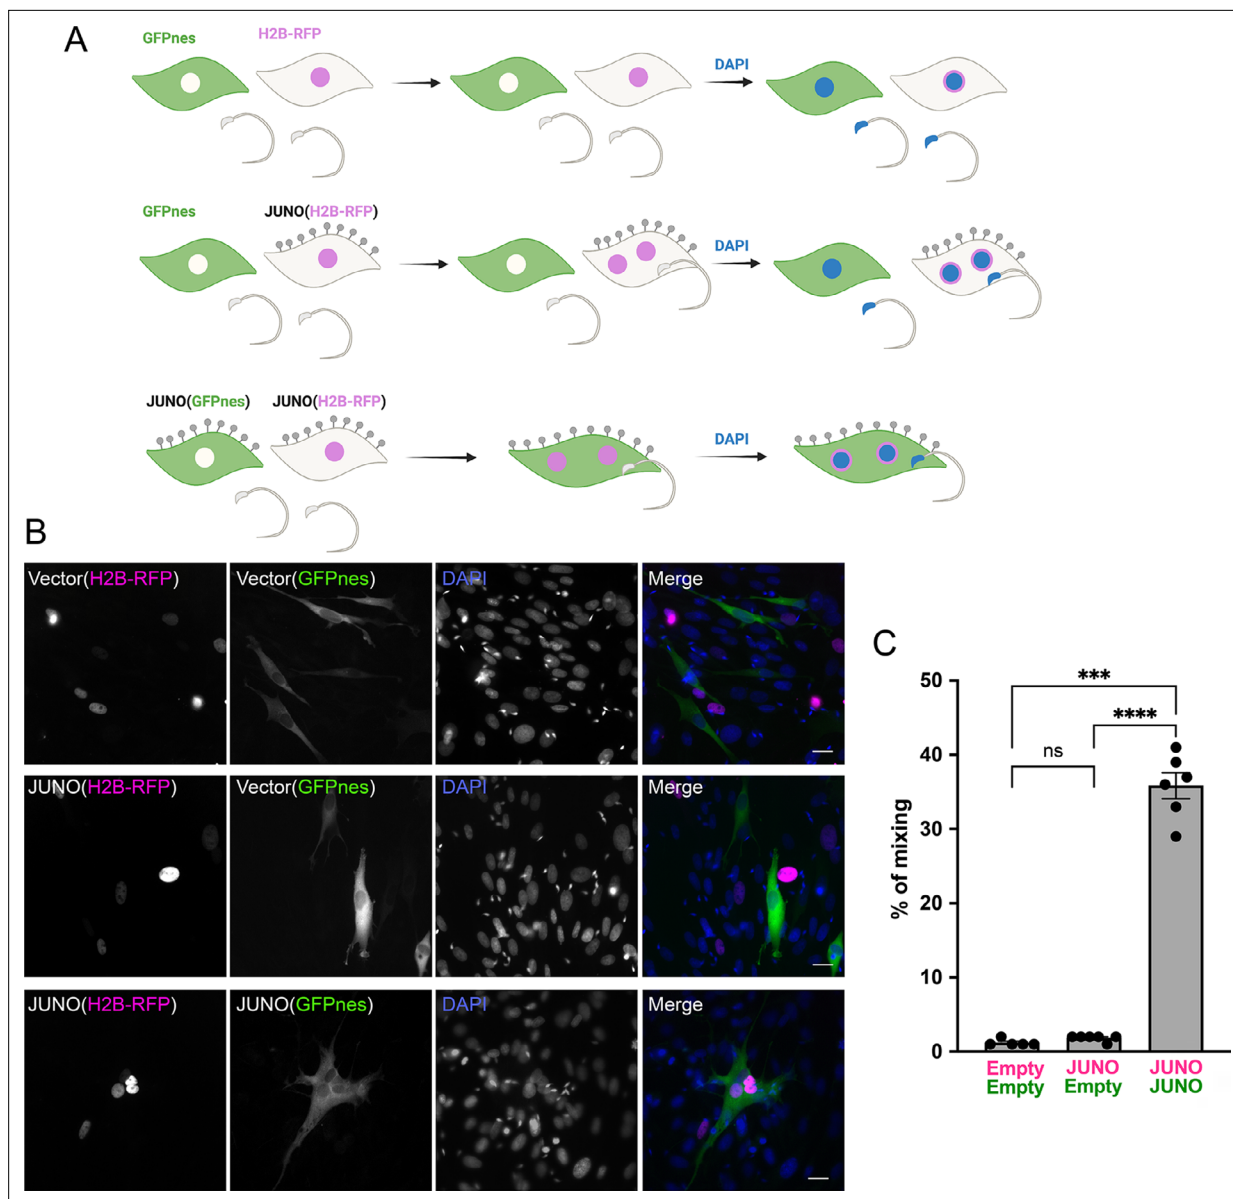 A
GFPnes H2B-RFP
DAPI
GFPnes JUNO(H2B-RFP)
DAPI
JUNO(GFPnes) JUNO(H2B-RFP)
DAPI
B
Vector(H2B-RFP) Vector(GFPnes) DAPI Merge
JUNO(H2B-RFP) Vector(GFPnes) DAPI Merge
JUNO(H2B-RFP) JUNO(GFPnes) DAPI Merge
C
% of mixing
50
40
30
20
10
0
***
****
ns
Empty JUNO JUNO
Empty Empty JUNO